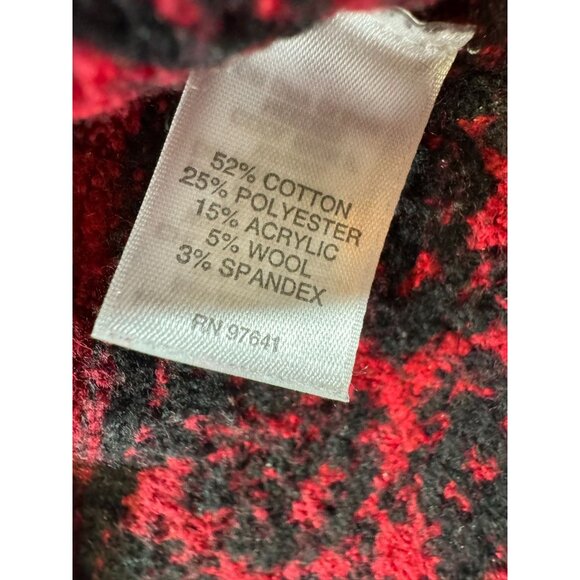 52% COTTON
25% POLYESTER
15% ACRYLIC
5% WOOL
3% SPANDEX
RN 97641